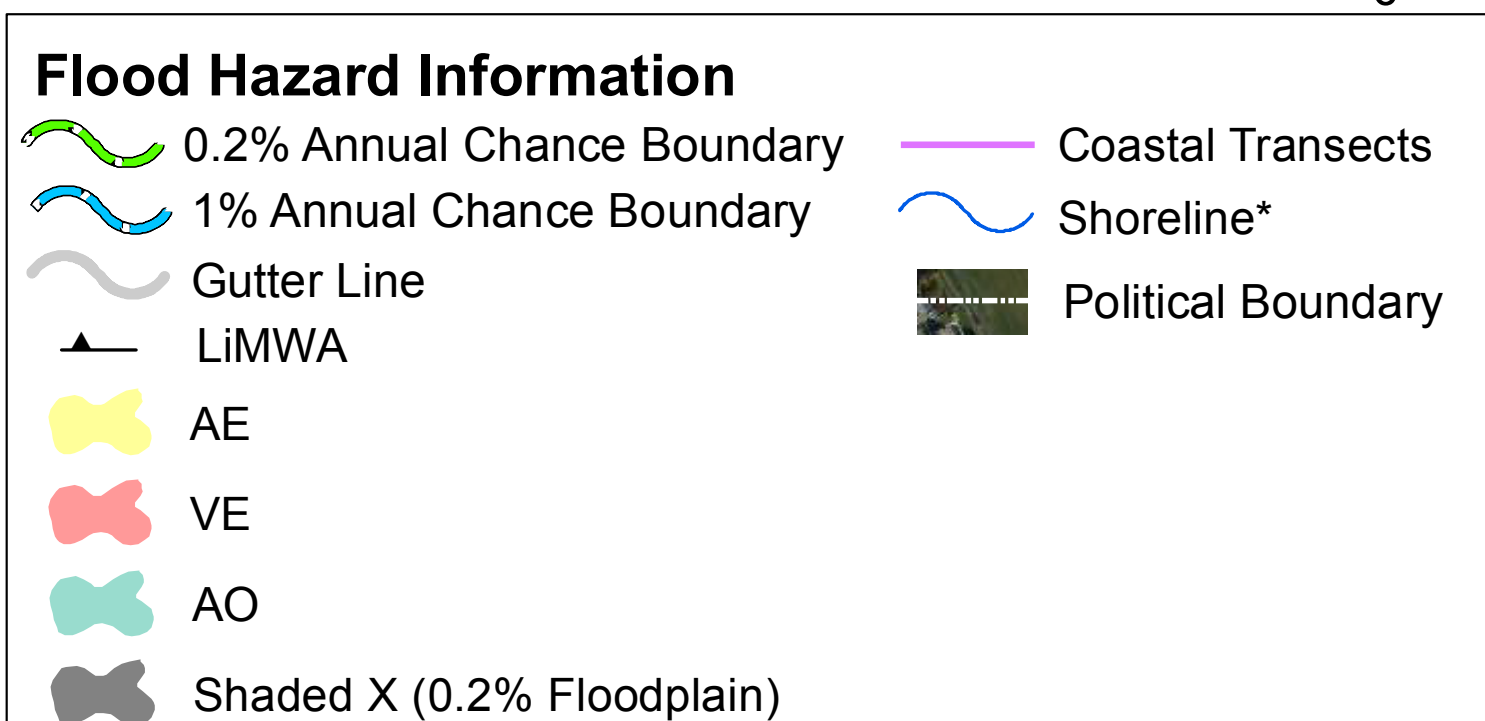 Flood Hazard Information
0.2% Annual Chance Boundary
1% Annual Chance Boundary
Gutter Line
LiMWA
AE
VE
AO
Shaded X (0.2% Floodplain)
Coastal Transects
Shoreline*
Political Boundary